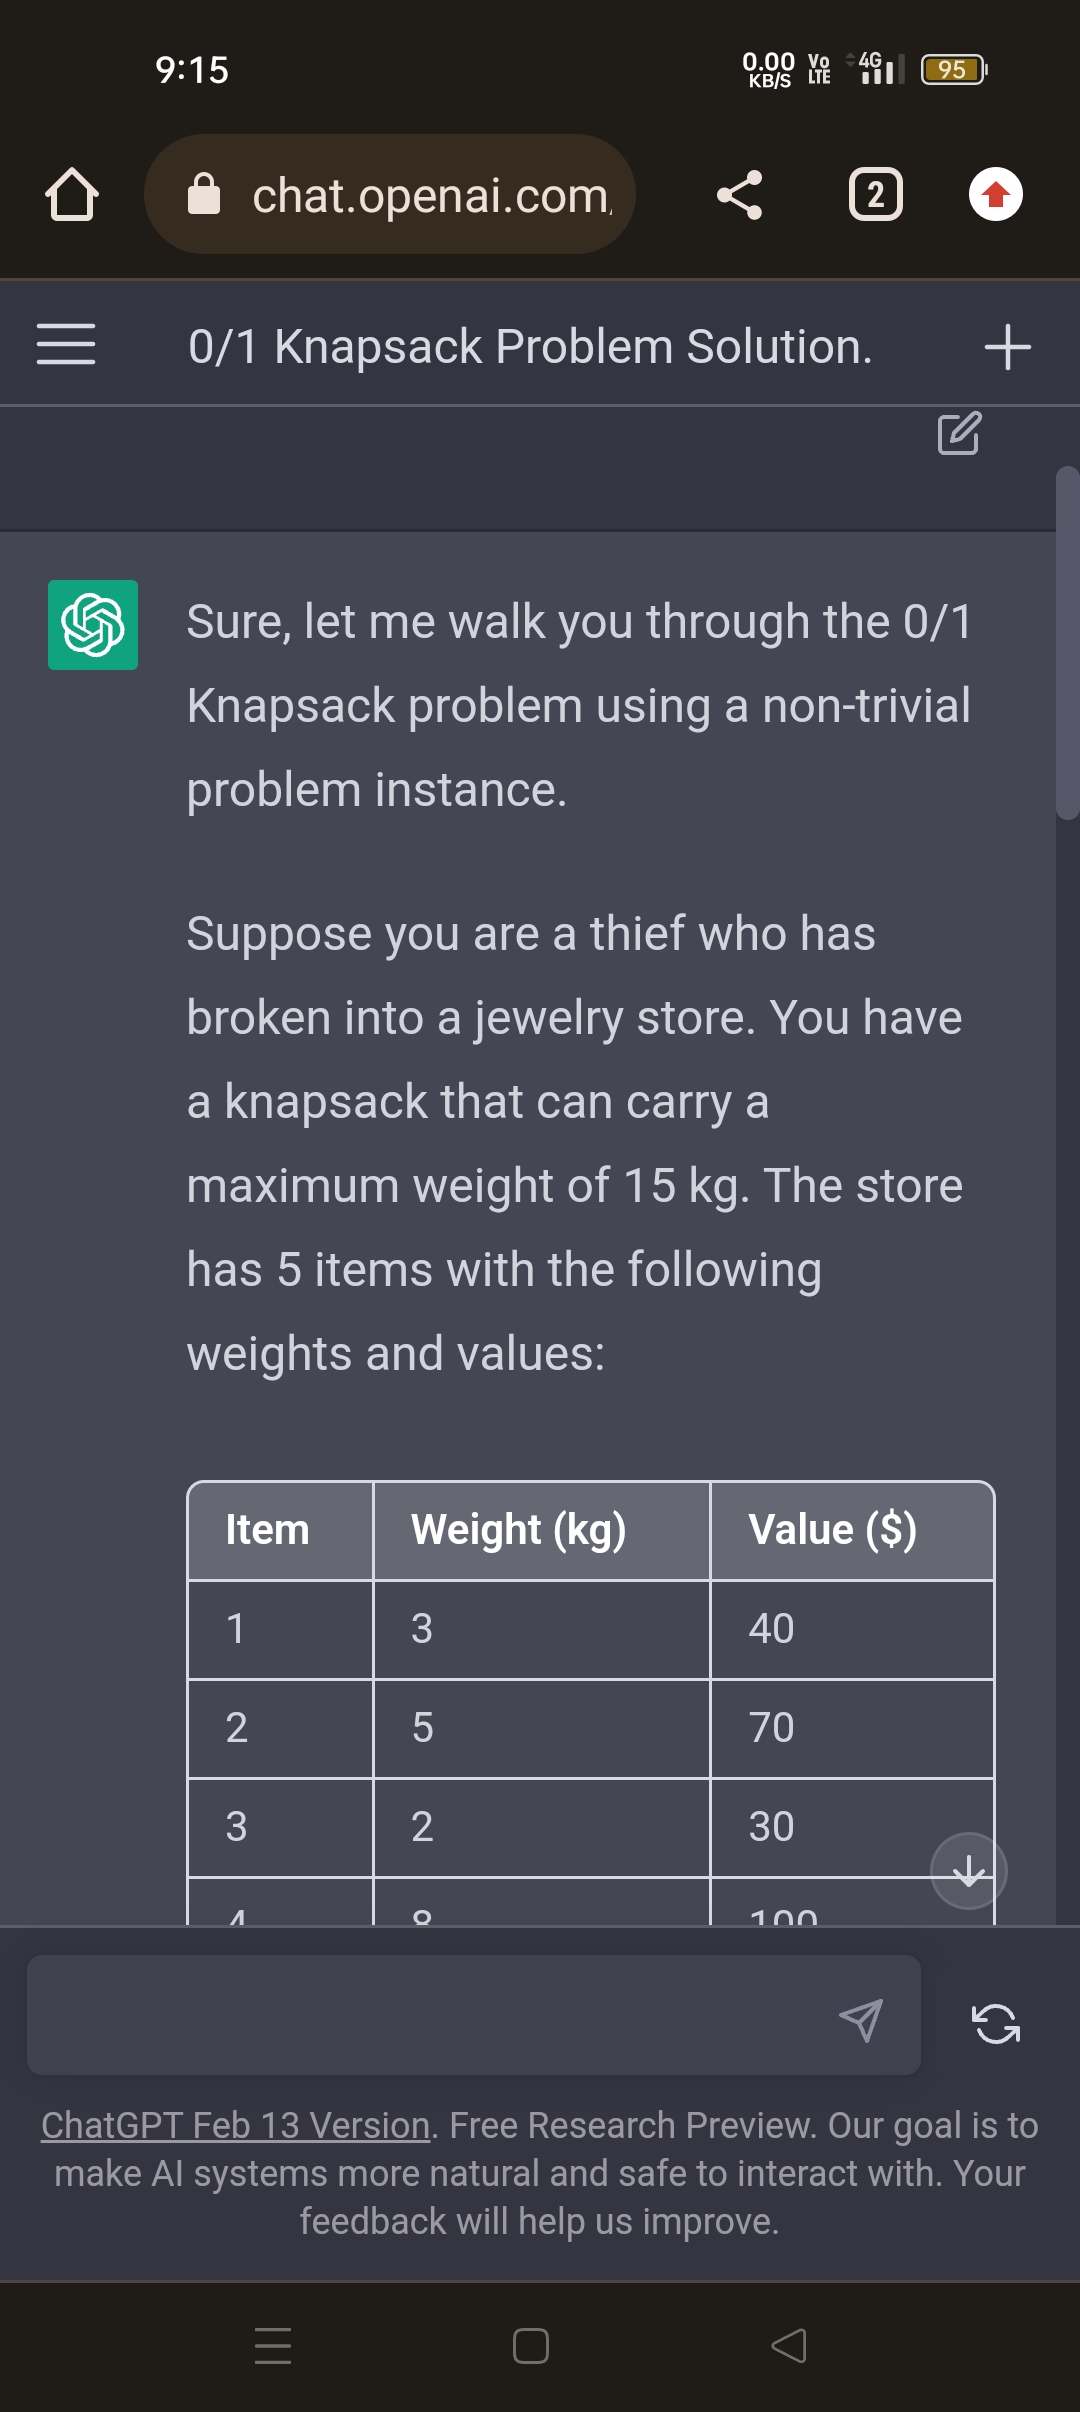 9:15
0.00
KB/S
Vo
LTE
4G
95
chat.openai.com
2
0/1 Knapsack Problem Solution.
Sure, let me walk you through the 0/1
Knapsack problem using a non-trivial
problem instance.
Suppose you are a thief who has
broken into a jewelry store. You have
a knapsack that can carry a
maximum weight of 15 kg. The store
has 5 items with the following
weights and values:
Item Weight (kg) Value ($)
1 3 40
2 5 70
3 2 30
4 8 100
ChatGPT Feb 13 Version. Free Research Preview. Our goal is to
make AI systems more natural and safe to interact with. Your
feedback will help us improve.